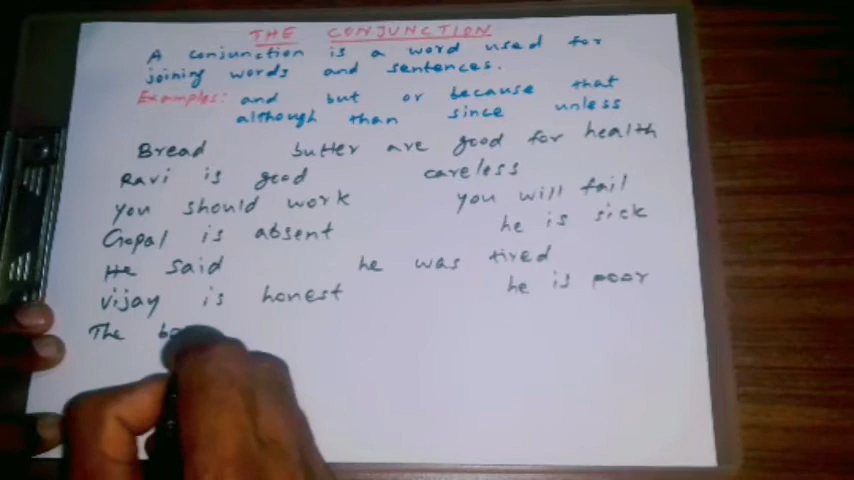 THE CONJUNCTION
A conjunction is a word used for
joining words and sentences.
Examples: and but or because that
although than since unless
Bread butter are good for health
Ravi is good careless
You should work you will fail
Gopal is absent he is sick
He said he was tired
Vijay is honest he is poor
The